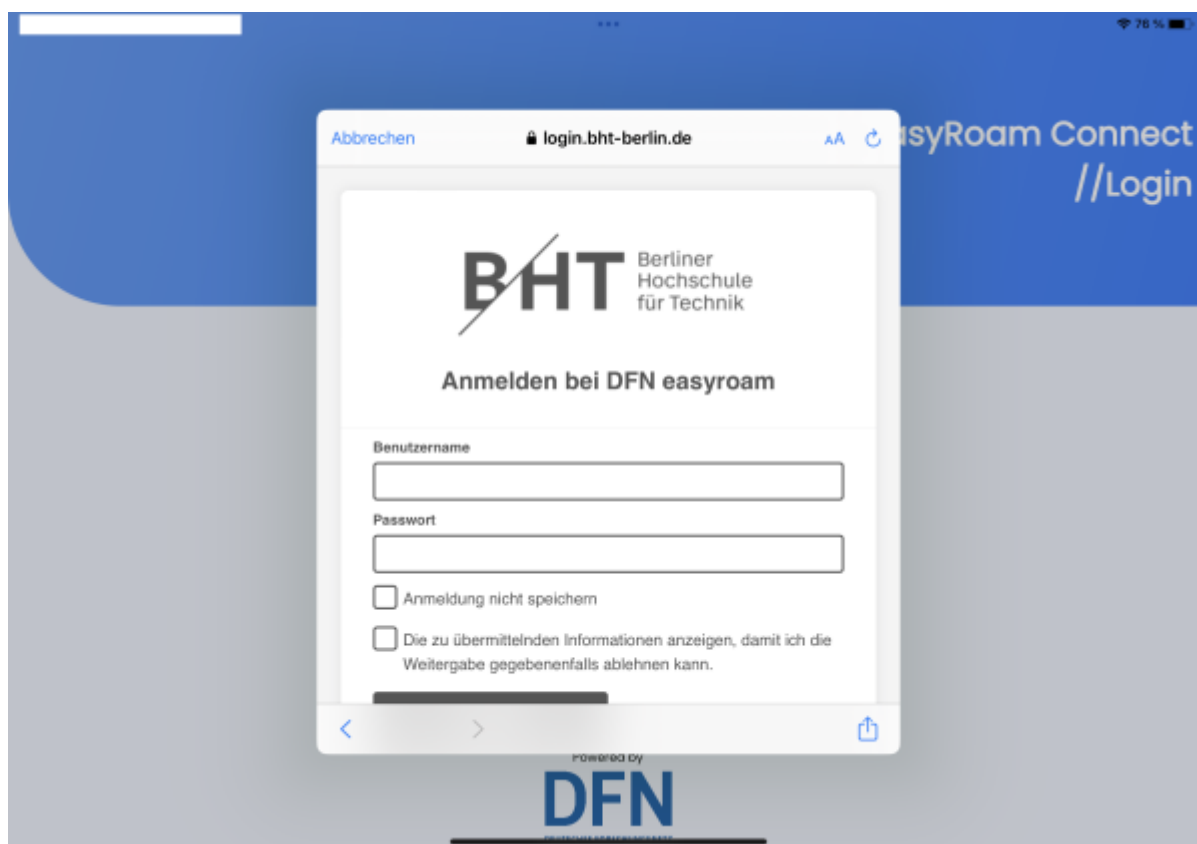 76 %
Abbrechen
login.bht-berlin.de
AA
syRoam Connect
//Login
BHT
Berliner
Hochschule
für Technik
Anmelden bei DFN easyroam
Benutzername
Passwort
Anmeldung nicht speichern
Die zu übermittelnden Informationen anzeigen, damit ich die
Weitergabe gegebenenfalls ablehnen kann.
Powered by
DFN